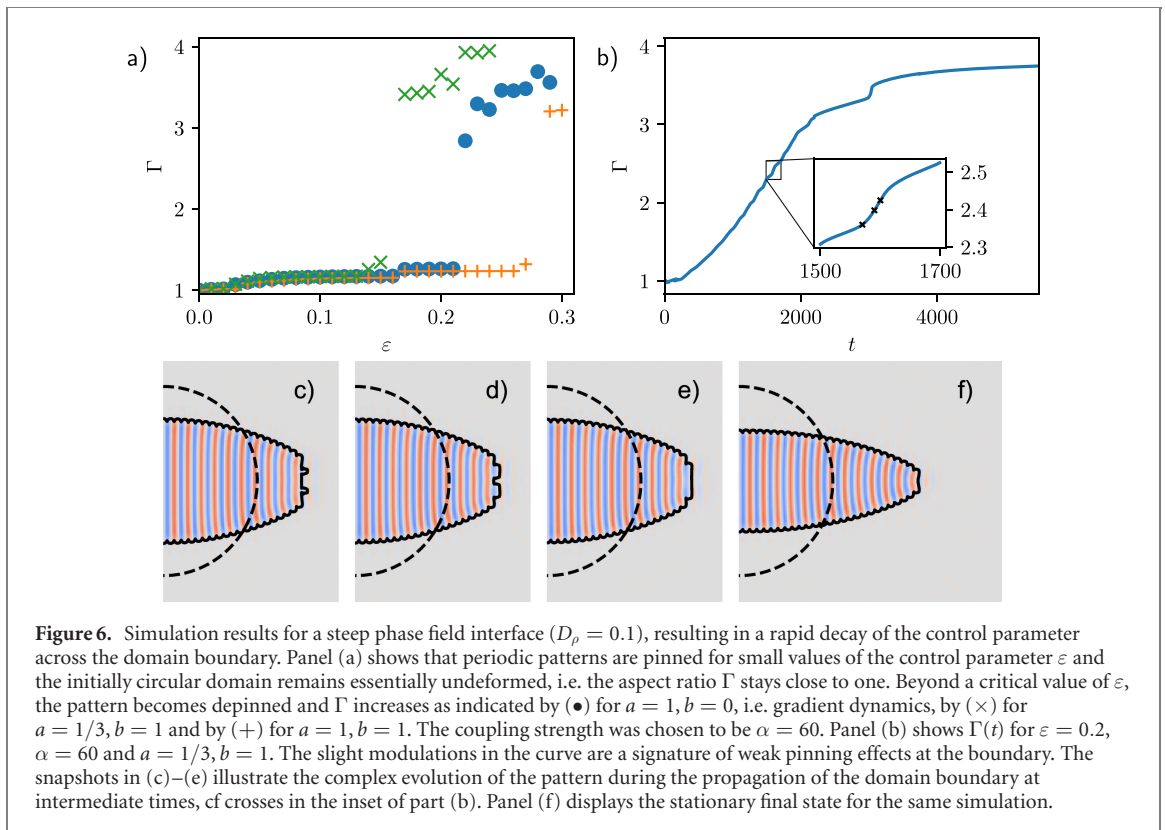 a)
4
3
2
1
Γ
0.0 0.1 0.2 0.3
ε
b)
4
3
2
1
Γ
2.5
2.4
2.3
1500 1700
0 2000 4000
t
c) d) e) f)
Figure 6. Simulation results for a steep phase field interface (D_ρ = 0.1), resulting in a rapid decay of the control parameter
across the domain boundary. Panel (a) shows that periodic patterns are pinned for small values of the control parameter ε and
the initially circular domain remains essentially undeformed, i.e. the aspect ratio Γ stays close to one. Beyond a critical value of ε,
the pattern becomes depinned and Γ increases as indicated by (•) for a = 1, b = 0, i.e. gradient dynamics, by (×) for
a = 1/3, b = 1 and by (+) for a = 1, b = 1. The coupling strength was chosen to be α = 60. Panel (b) shows Γ(t) for ε = 0.2,
α = 60 and a = 1/3, b = 1. The slight modulations in the curve are a signature of weak pinning effects at the boundary. The
snapshots in (c)–(e) illustrate the complex evolution of the pattern during the propagation of the domain boundary at
intermediate times, cf crosses in the inset of part (b). Panel (f) displays the stationary final state for the same simulation.